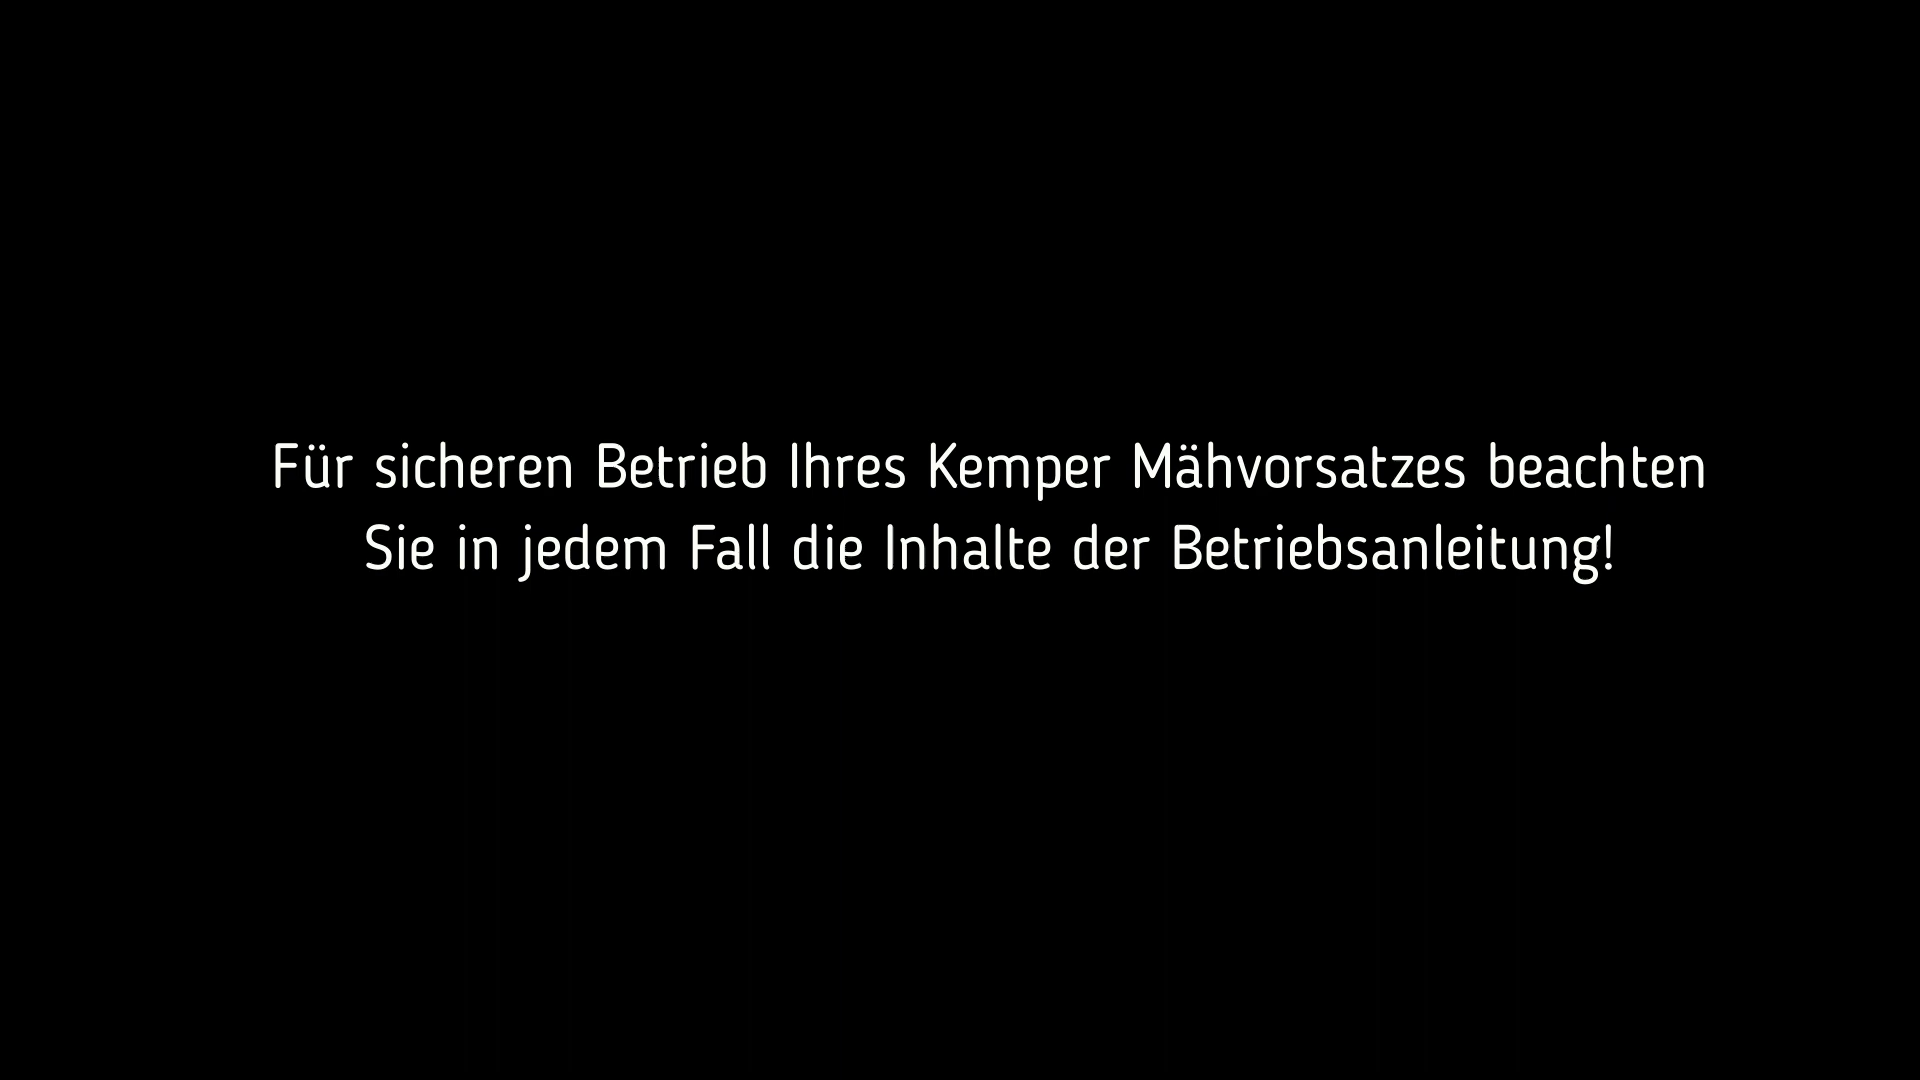 Für sicheren Betrieb Ihres Kemper Mähvorsatzes beachten
Sie in jedem Fall die Inhalte der Betriebsanleitung!